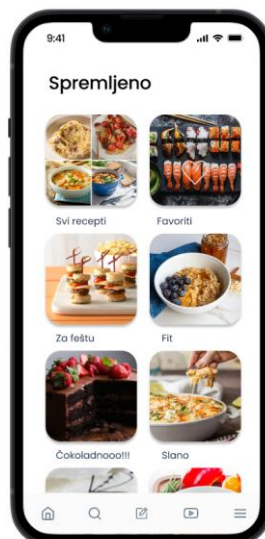 9:41
Spremljeno
Svi recepti
Favoriti
Za feštu
Fit
Čokoladnooo!!!
Slano